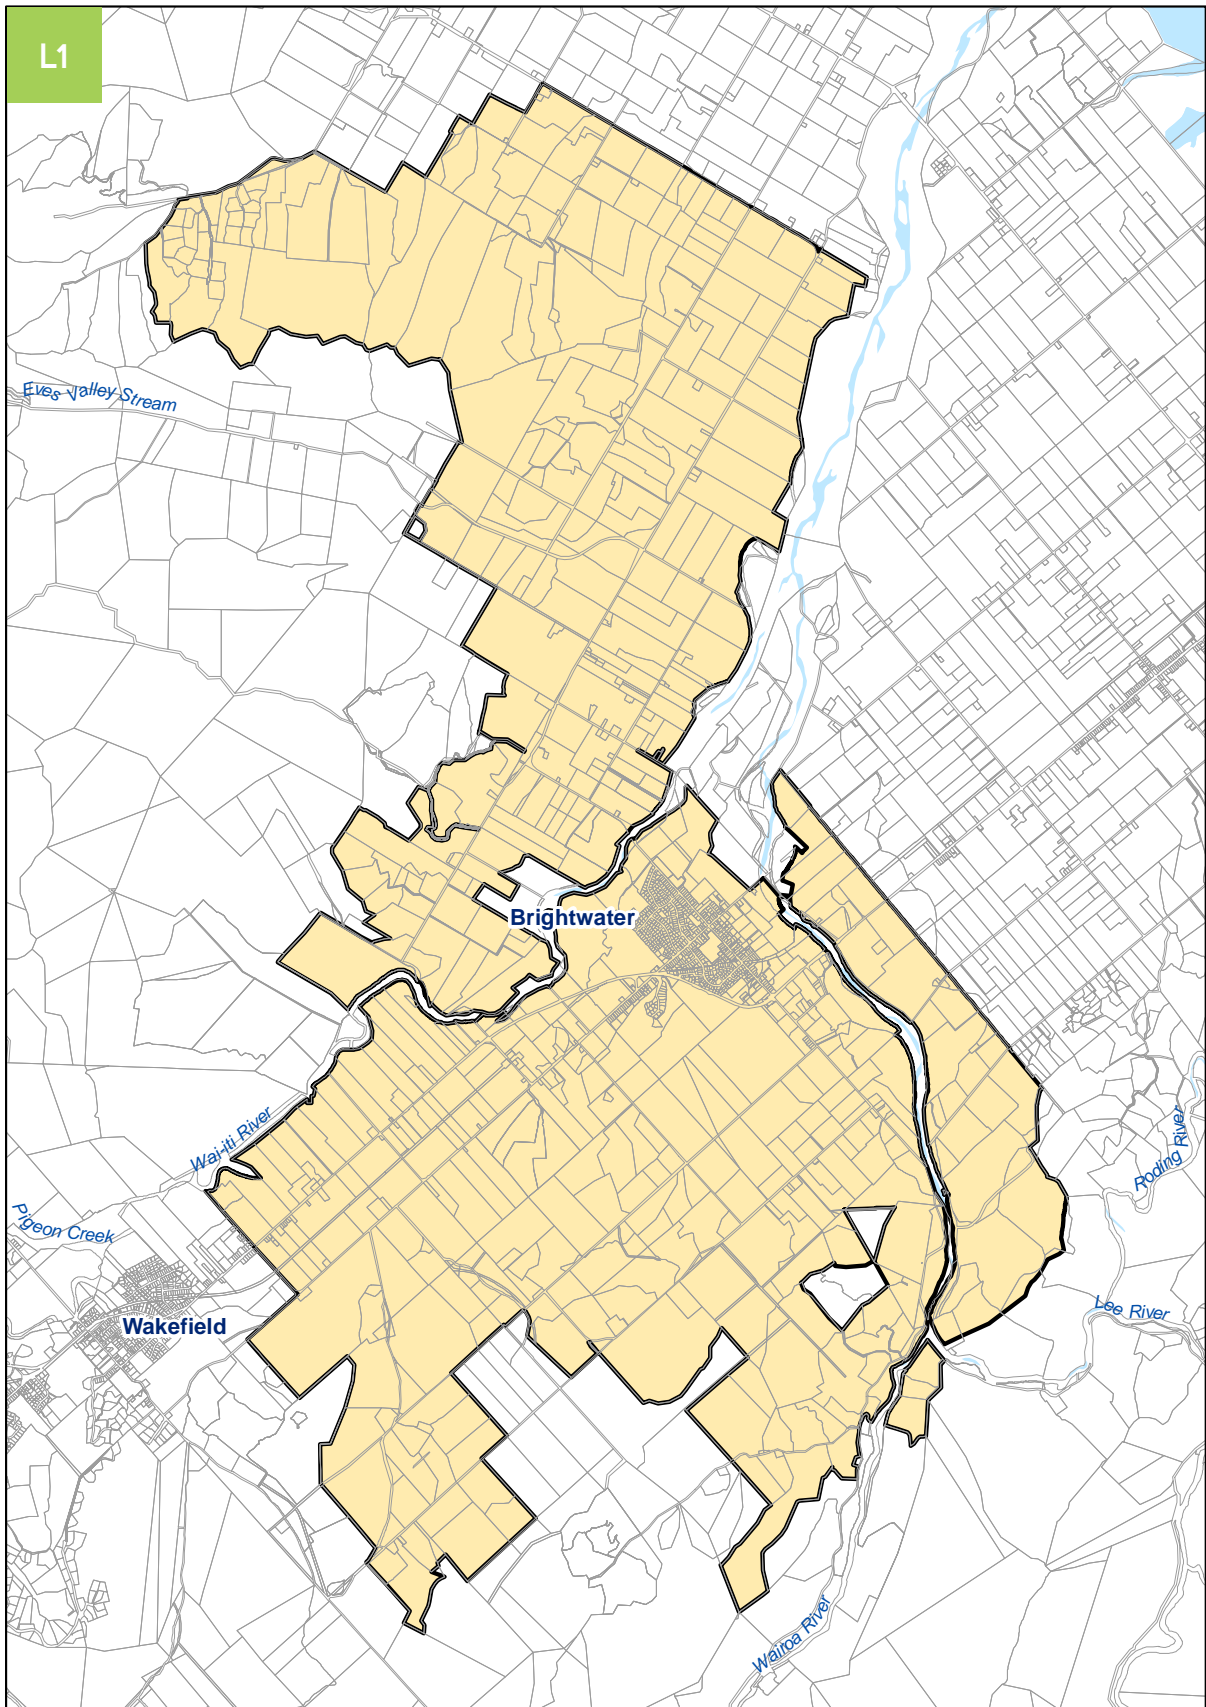 L1
Eves Valley Stream
Brightwater
Wai-iti River
Roding River
Pigeon Creek
Lee River
Wakefield
Wairoa River